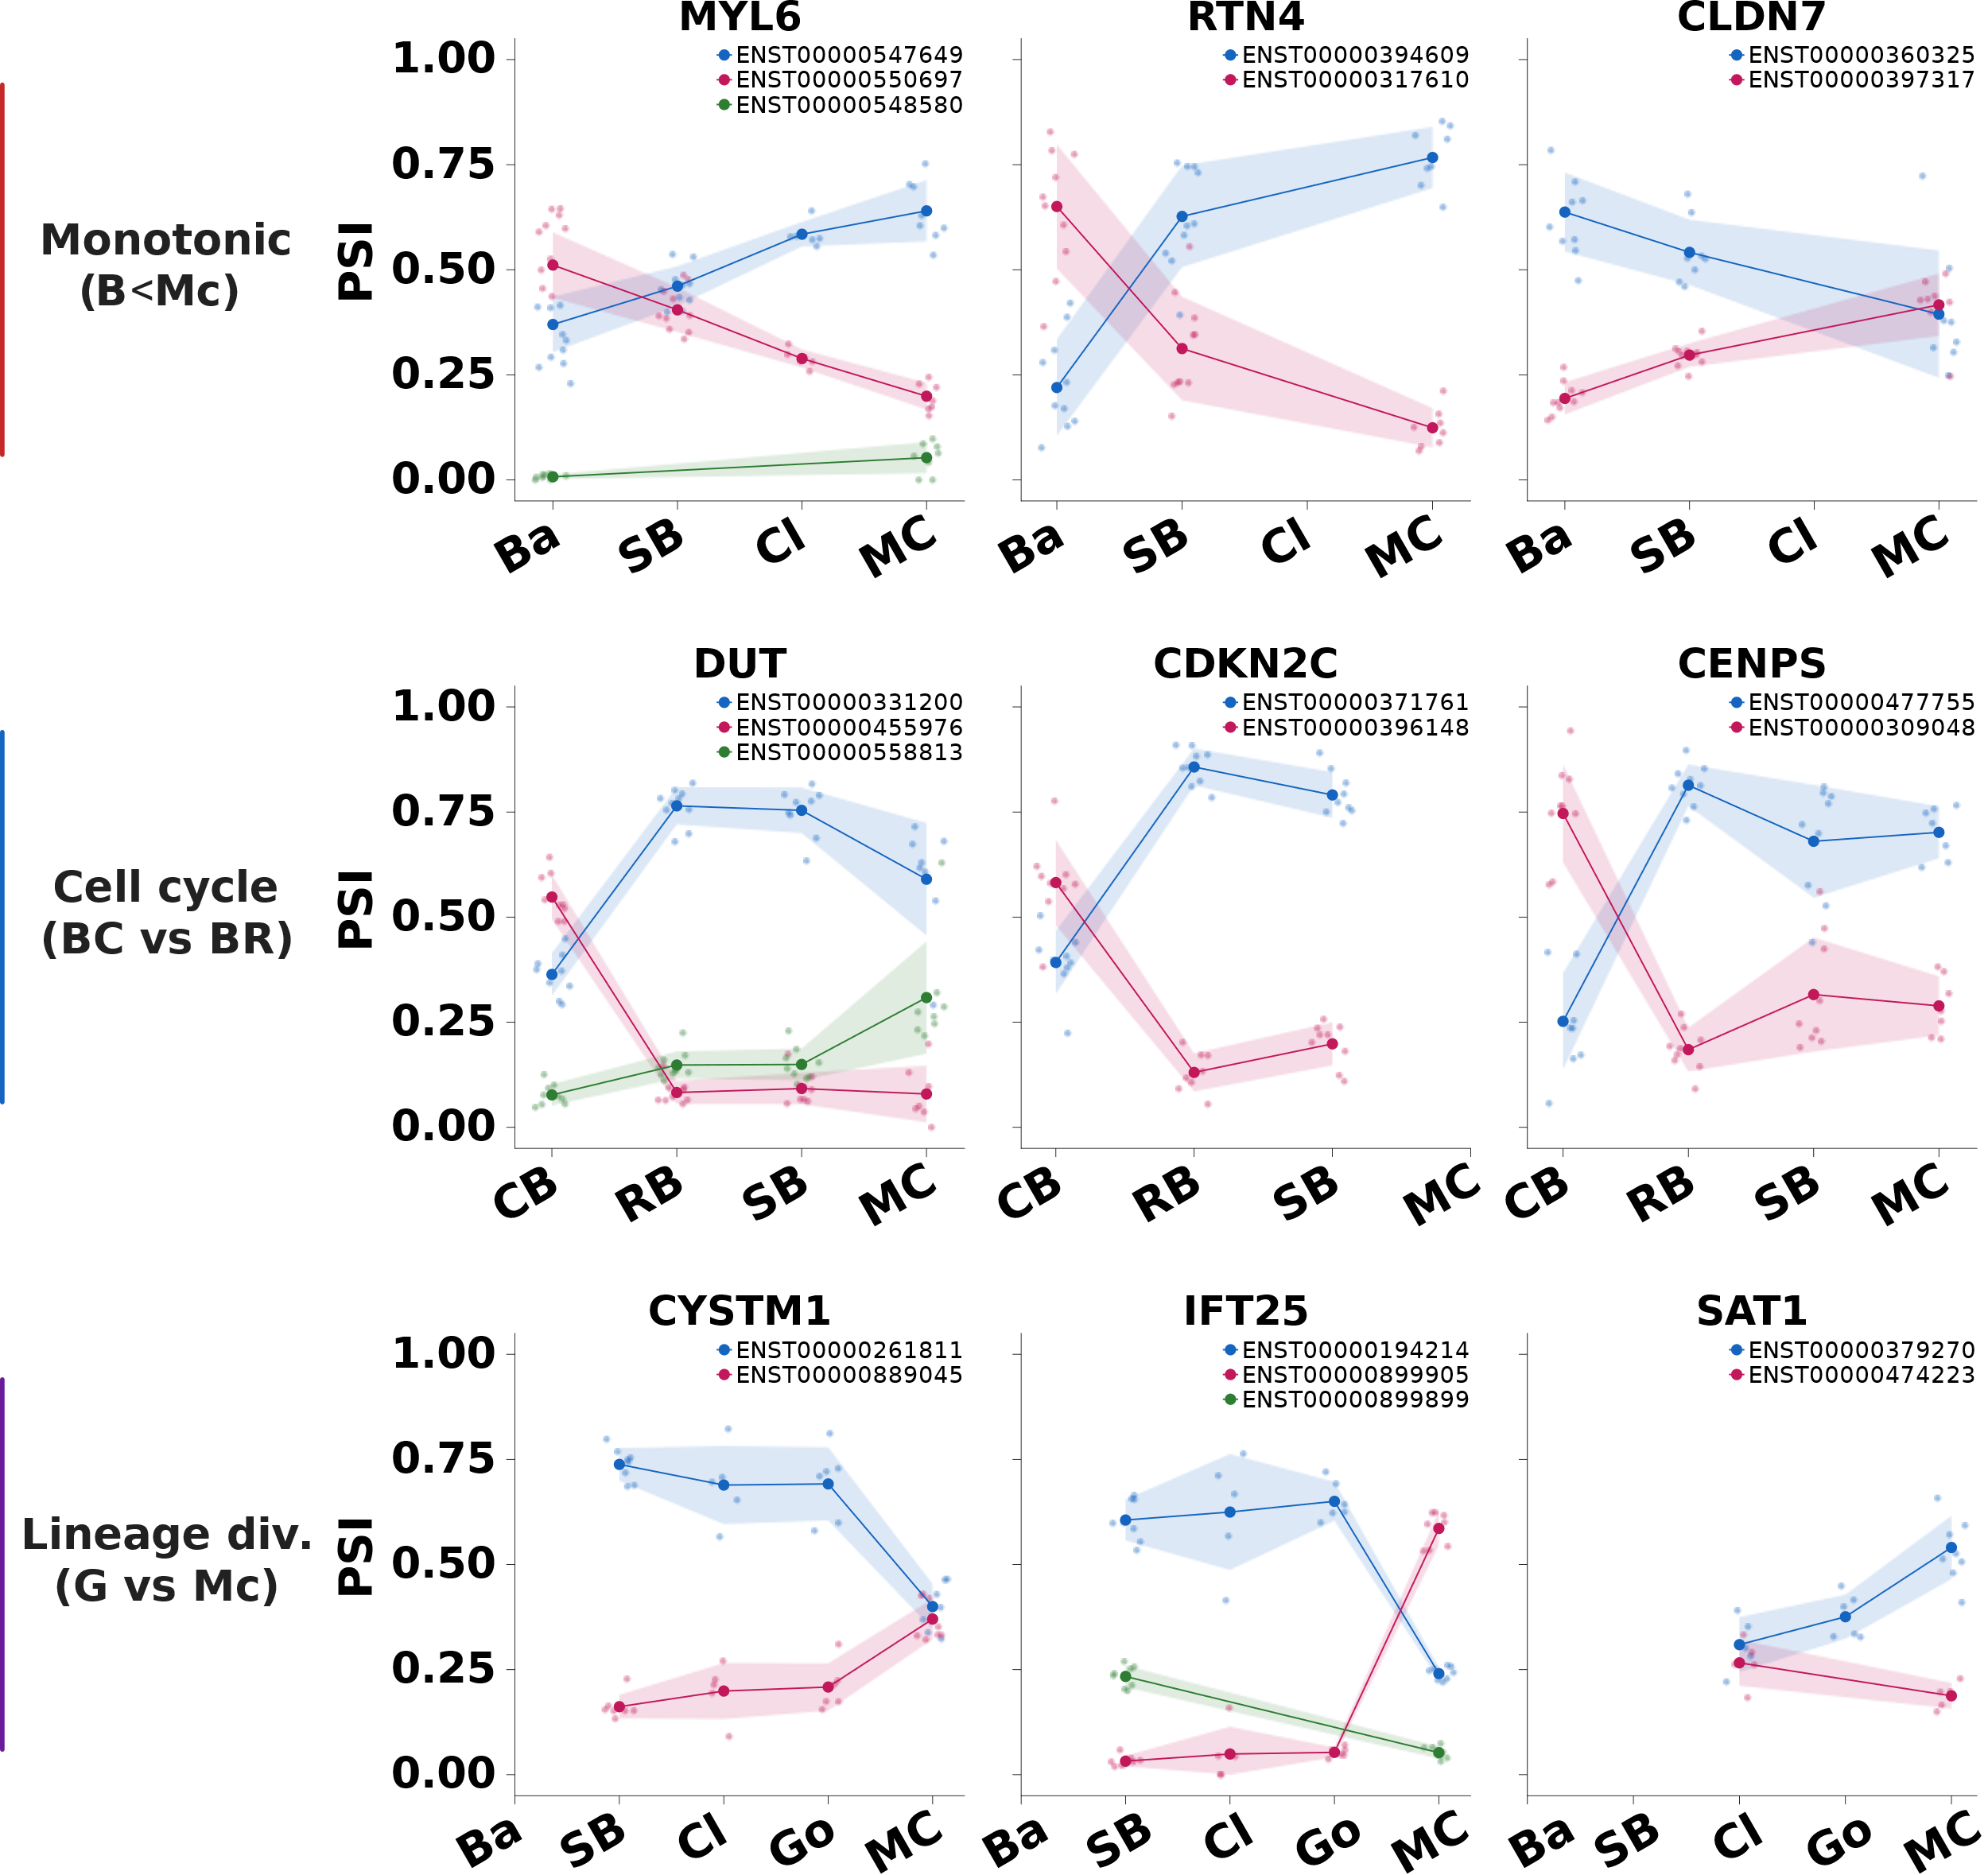 MYL6
RTN4
CLDN7
ENST00000547649
ENST00000550697
ENST00000548580
ENST00000394609
ENST00000317610
ENST00000360325
ENST00000397317
Monotonic
(B<Mc)
PSI
1.00
0.75
0.50
0.25
0.00
Ba SB Cl MC
Ba SB Cl MC
Ba SB Cl MC
DUT
CDKN2C
CENPS
ENST00000331200
ENST00000455976
ENST00000558813
ENST00000371761
ENST00000396148
ENST00000477755
ENST00000309048
Cell cycle
(BC vs BR)
PSI
1.00
0.75
0.50
0.25
0.00
CB RB SB MC
CB RB SB MC
CB RB SB MC
CYSTM1
IFT25
SAT1
ENST00000261811
ENST00000889045
ENST00000194214
ENST00000899905
ENST00000899899
ENST00000379270
ENST00000474223
Lineage div.
(G vs Mc)
PSI
1.00
0.75
0.50
0.25
0.00
Ba SB Cl Go MC
Ba SB Cl Go MC
Ba SB Cl Go MC